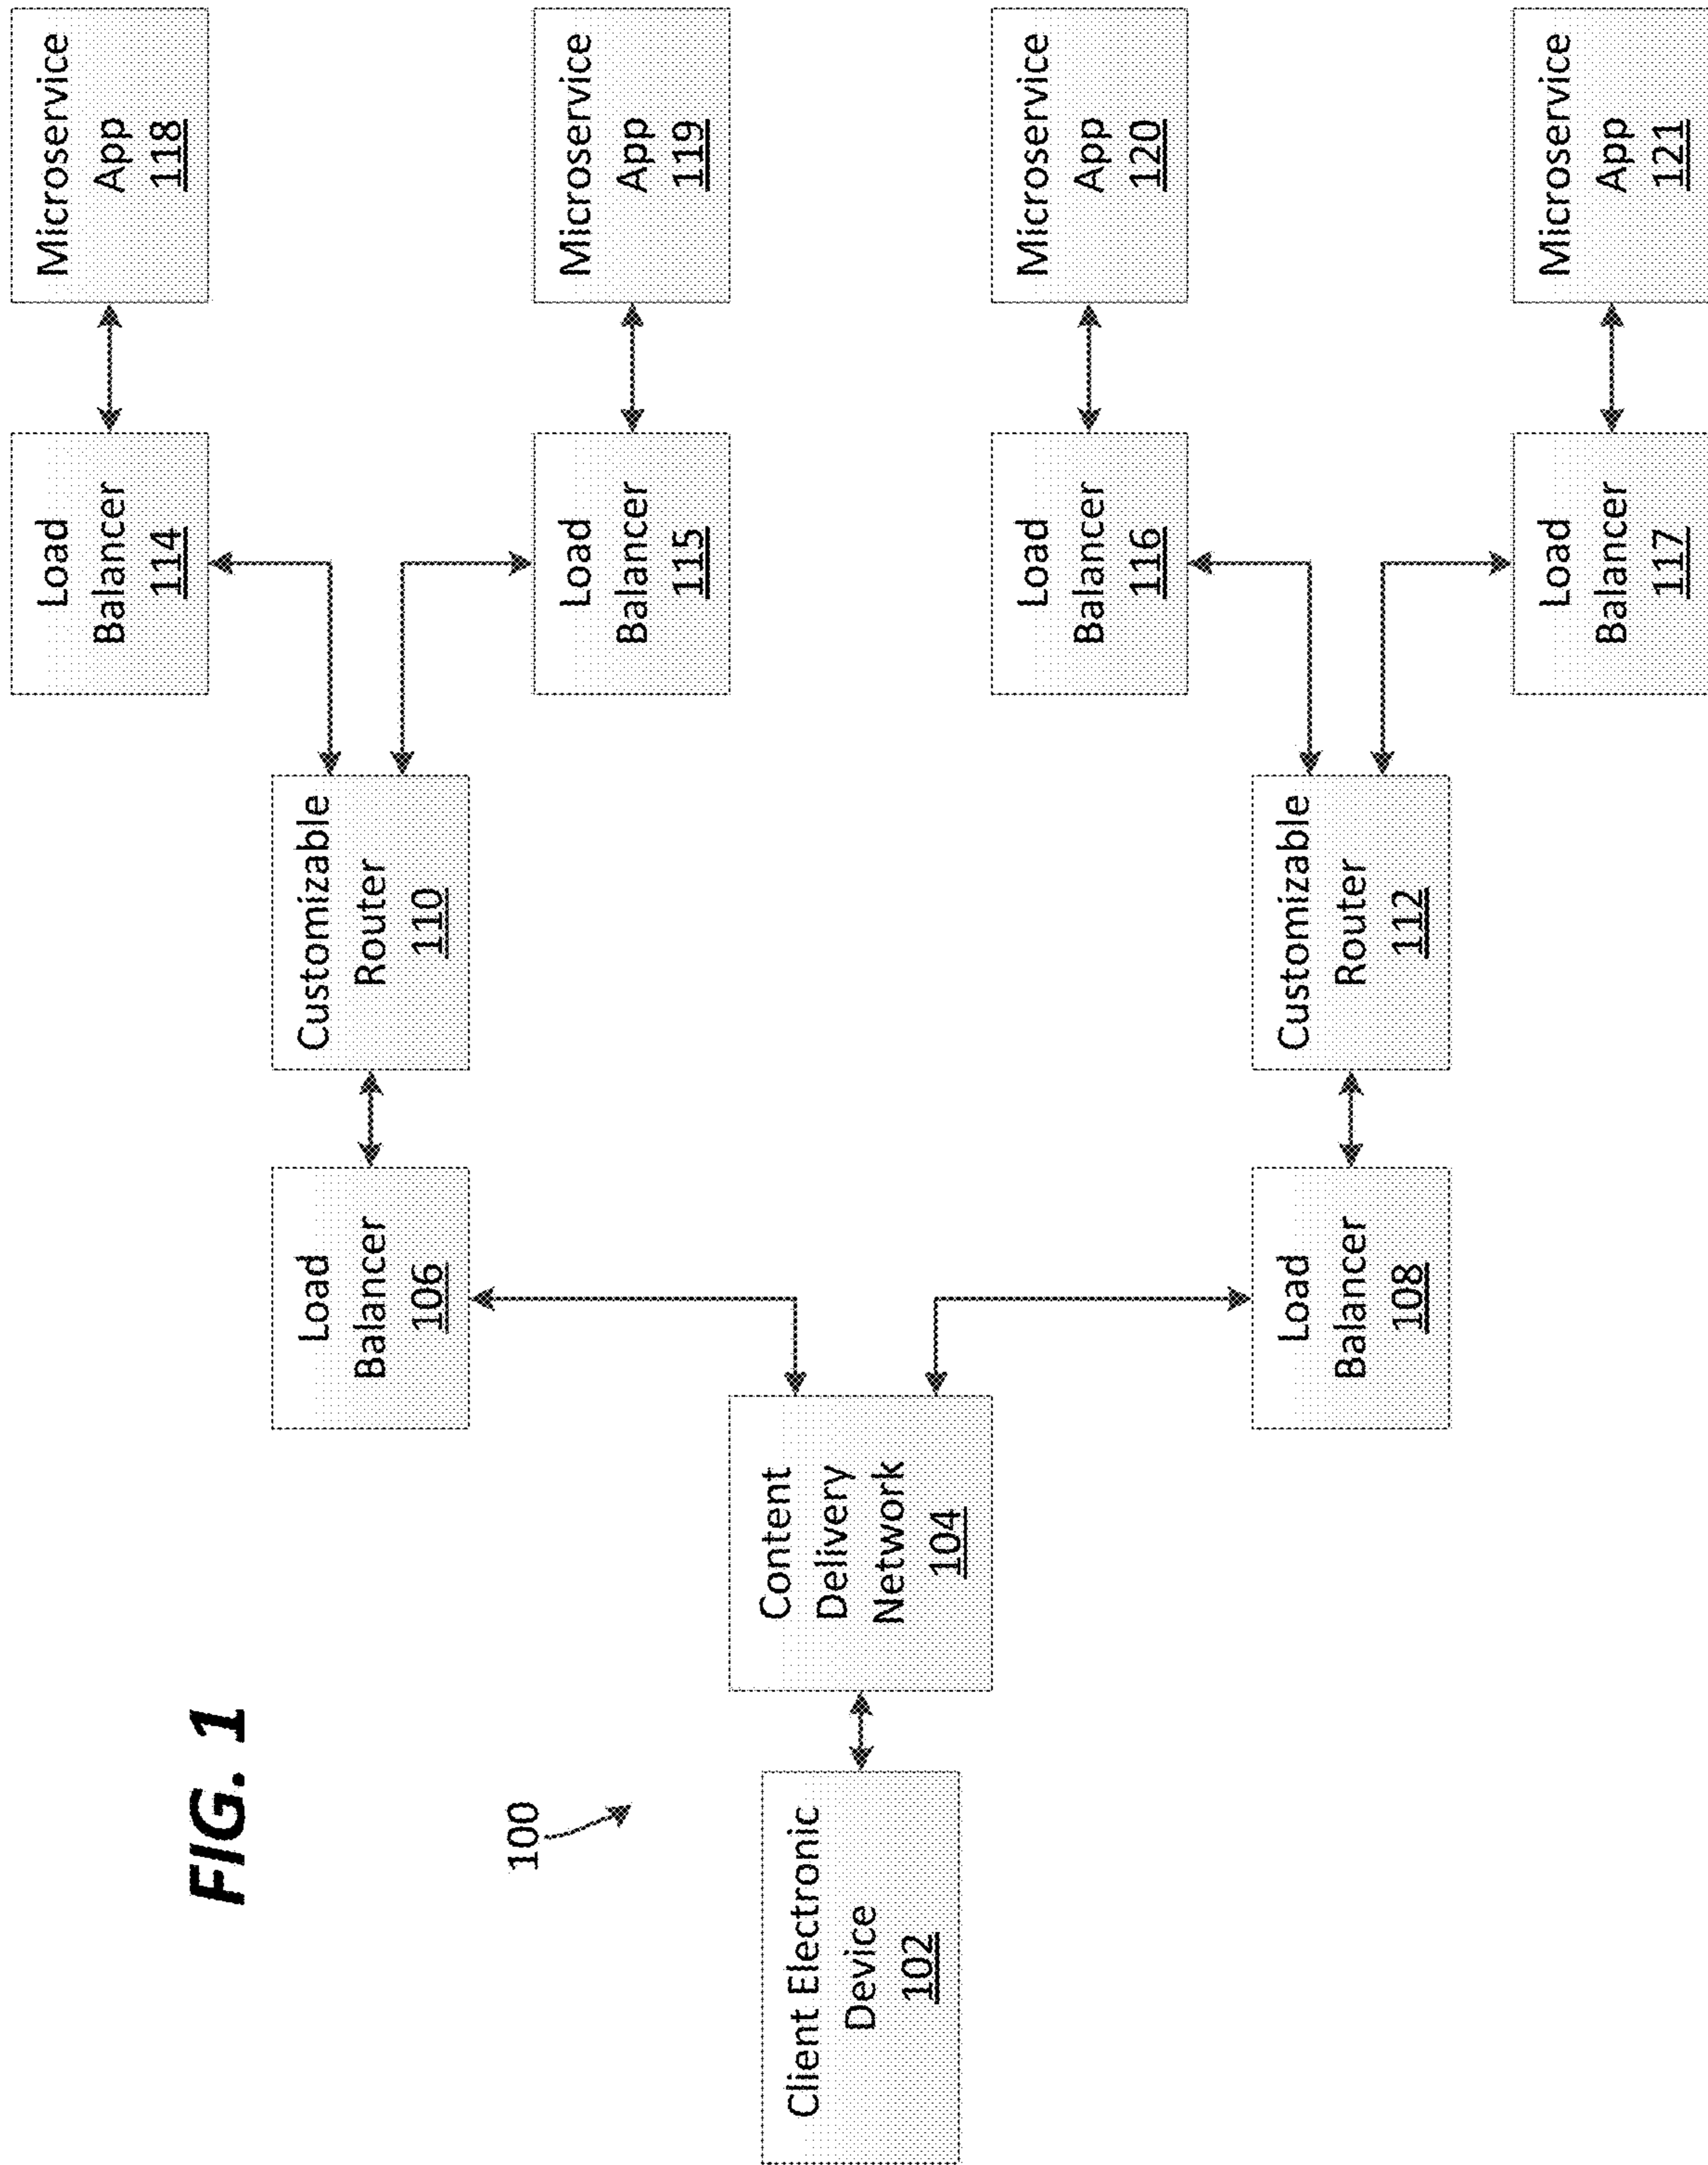 FIG. 1
100
Client Electronic
Device
102
Content
Delivery
Network
104
Load
Balancer
106
Customizable
Router
110
Load
Balancer
114
Microservice
App
118
Load
Balancer
115
Microservice
App
119
Load
Balancer
108
Customizable
Router
112
Load
Balancer
116
Microservice
App
120
Load
Balancer
117
Microservice
App
121